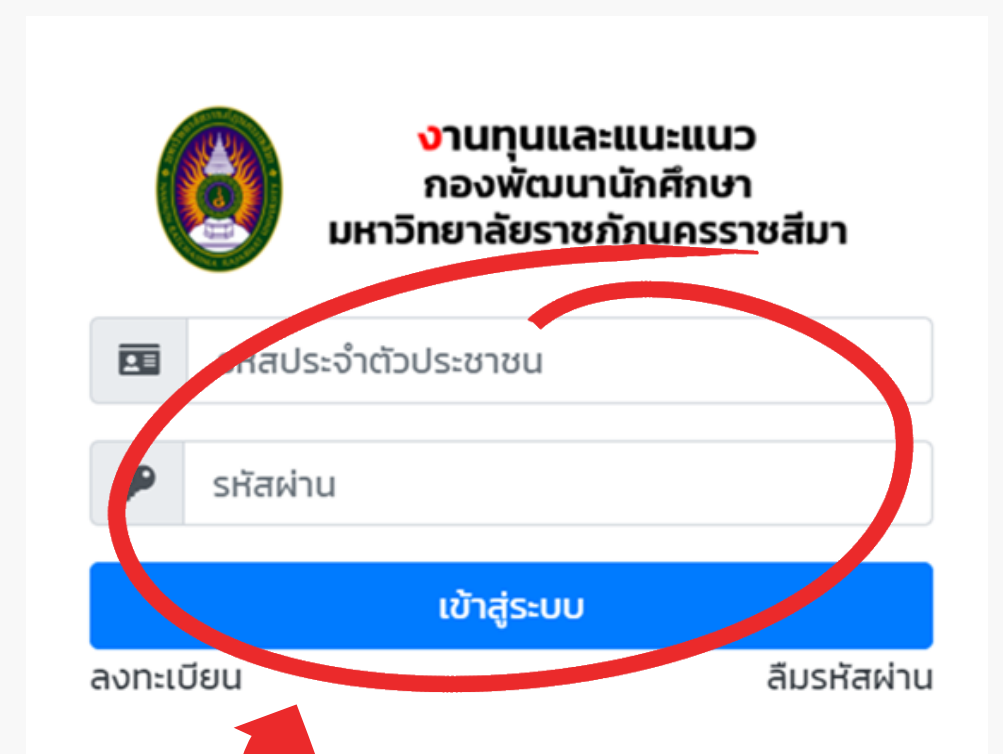 งานทุนและแนะแนว
กองพัฒนานักศึกษา
มหาวิทยาลัยราชภัฏนครราชสีมา
รหัสประจำตัวประชาชน
รหัสผ่าน
เข้าสู่ระบบ
ลงทะเบียน ลืมรหัสผ่าน